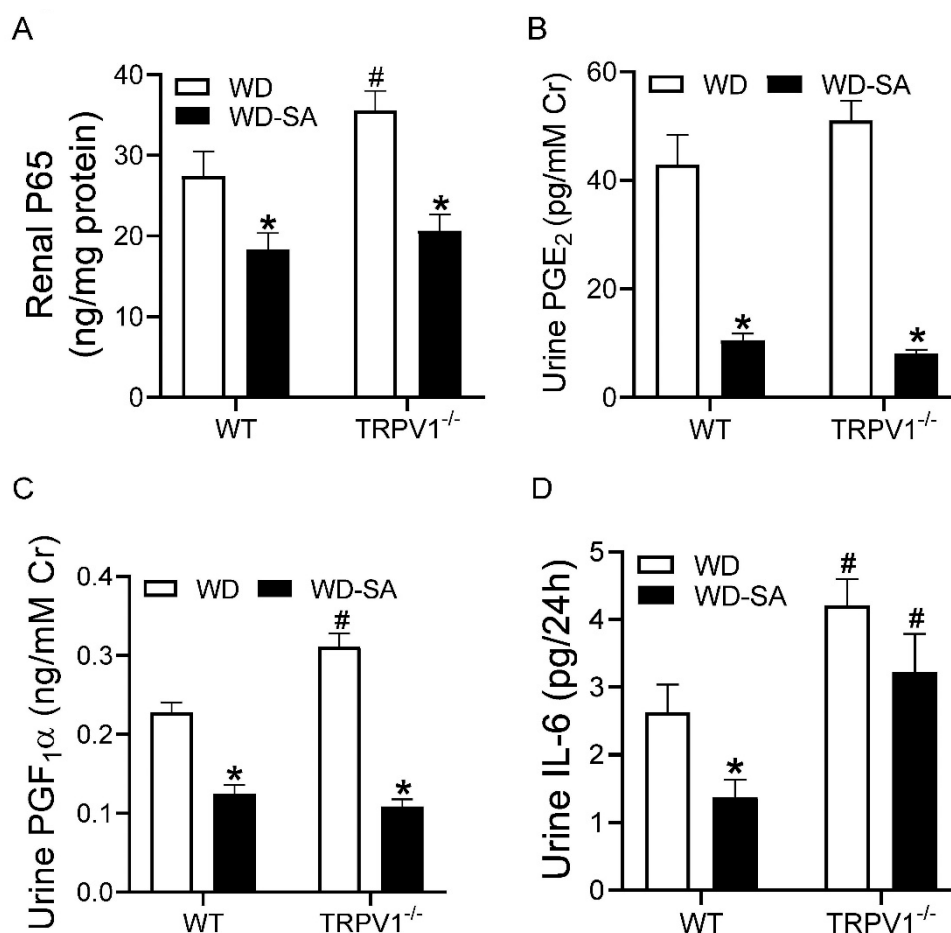 A
Renal P65
(ng/mg protein)
40
30
20
10
0
WD
WD-SA
#
*
*
WT
TRPV1-/-
B
Urine PGE2 (pg/mM Cr)
60
40
20
0
WD
WD-SA
*
*
WT
TRPV1-/-
C
Urine PGF1α (ng/mM Cr)
0.4
0.3
0.2
0.1
0.0
WD
WD-SA
#
*
*
WT
TRPV1-/-
D
Urine IL-6 (pg/24h)
5
4
3
2
1
0
WD
WD-SA
#
#
*
WT
TRPV1-/-